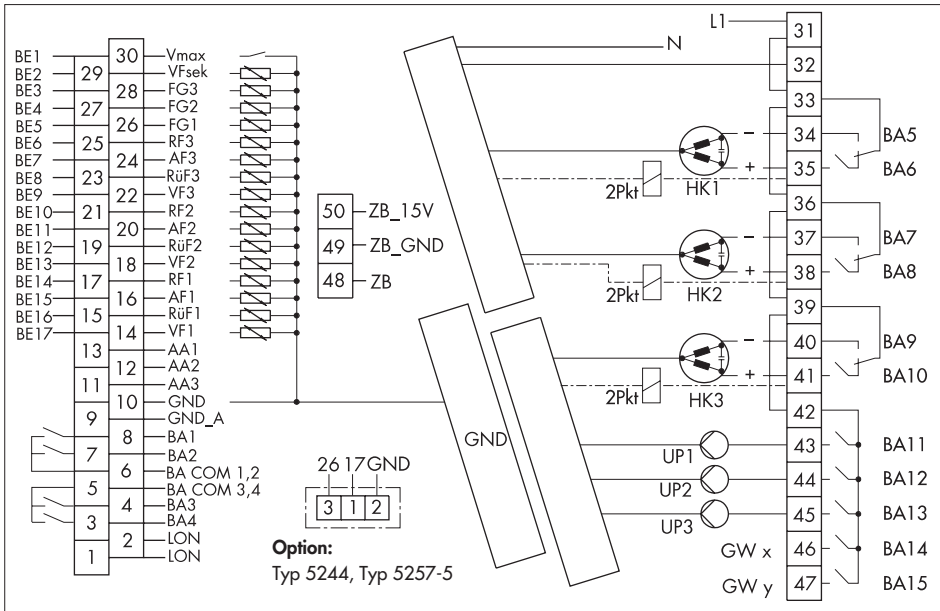 BE1 30 Vmax
BE2 29 VFsek
BE3 28 FG3
BE4 27 FG2
BE5 26 FG1
BE6 25 RF3
BE7 24 AF3
BE8 23 RüF3
BE9 22 VF3
BE10 21 RF2
BE11 20 AF2
BE12 19 RüF2
BE13 18 VF2
BE14 17 RF1
BE15 16 AF1
BE16 15 RüF1
BE17 14 VF1
13 AA1
12 AA2
11 AA3
10 GND
9 GND_A
8 BA1
7 BA2
6 BA COM 1,2
5 BA COM 3,4
4 BA3
3 BA4
2 LON
1 LON
50 ZB_15V
49 ZB_GND
48 ZB
26 17 GND
3 1 2
Option:
Typ 5244, Typ 5257-5
GND
L1 31
N
32
33
− 34 BA5
+ 35 BA6
2Pkt HK1
36
− 37 BA7
+ 38 BA8
2Pkt HK2
39
− 40 BA9
+ 41 BA10
2Pkt HK3
42
UP1 43 BA11
UP2 44 BA12
UP3 45 BA13
GW x 46 BA14
GW y 47 BA15